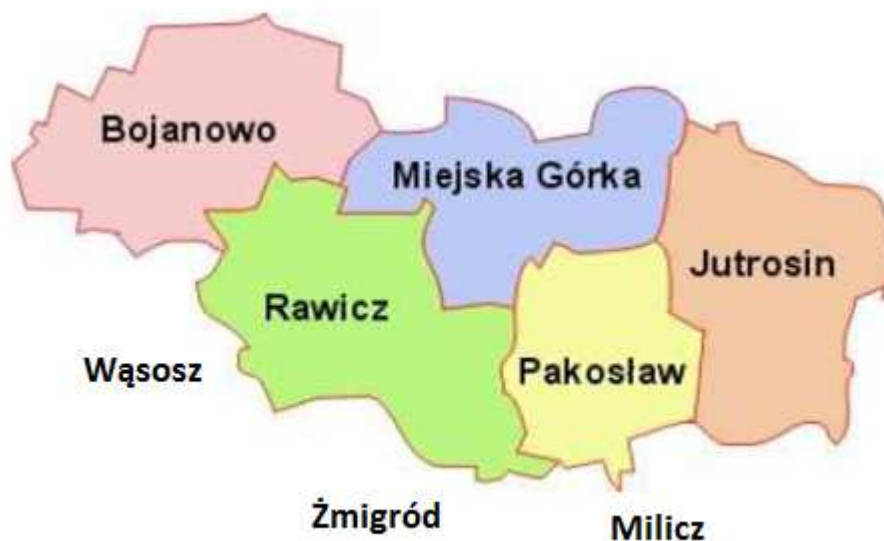 Bojanowo
Miejska Górka
Jutrosin
Rawicz
Pakosław
Wąsosz
Żmigród
Milicz